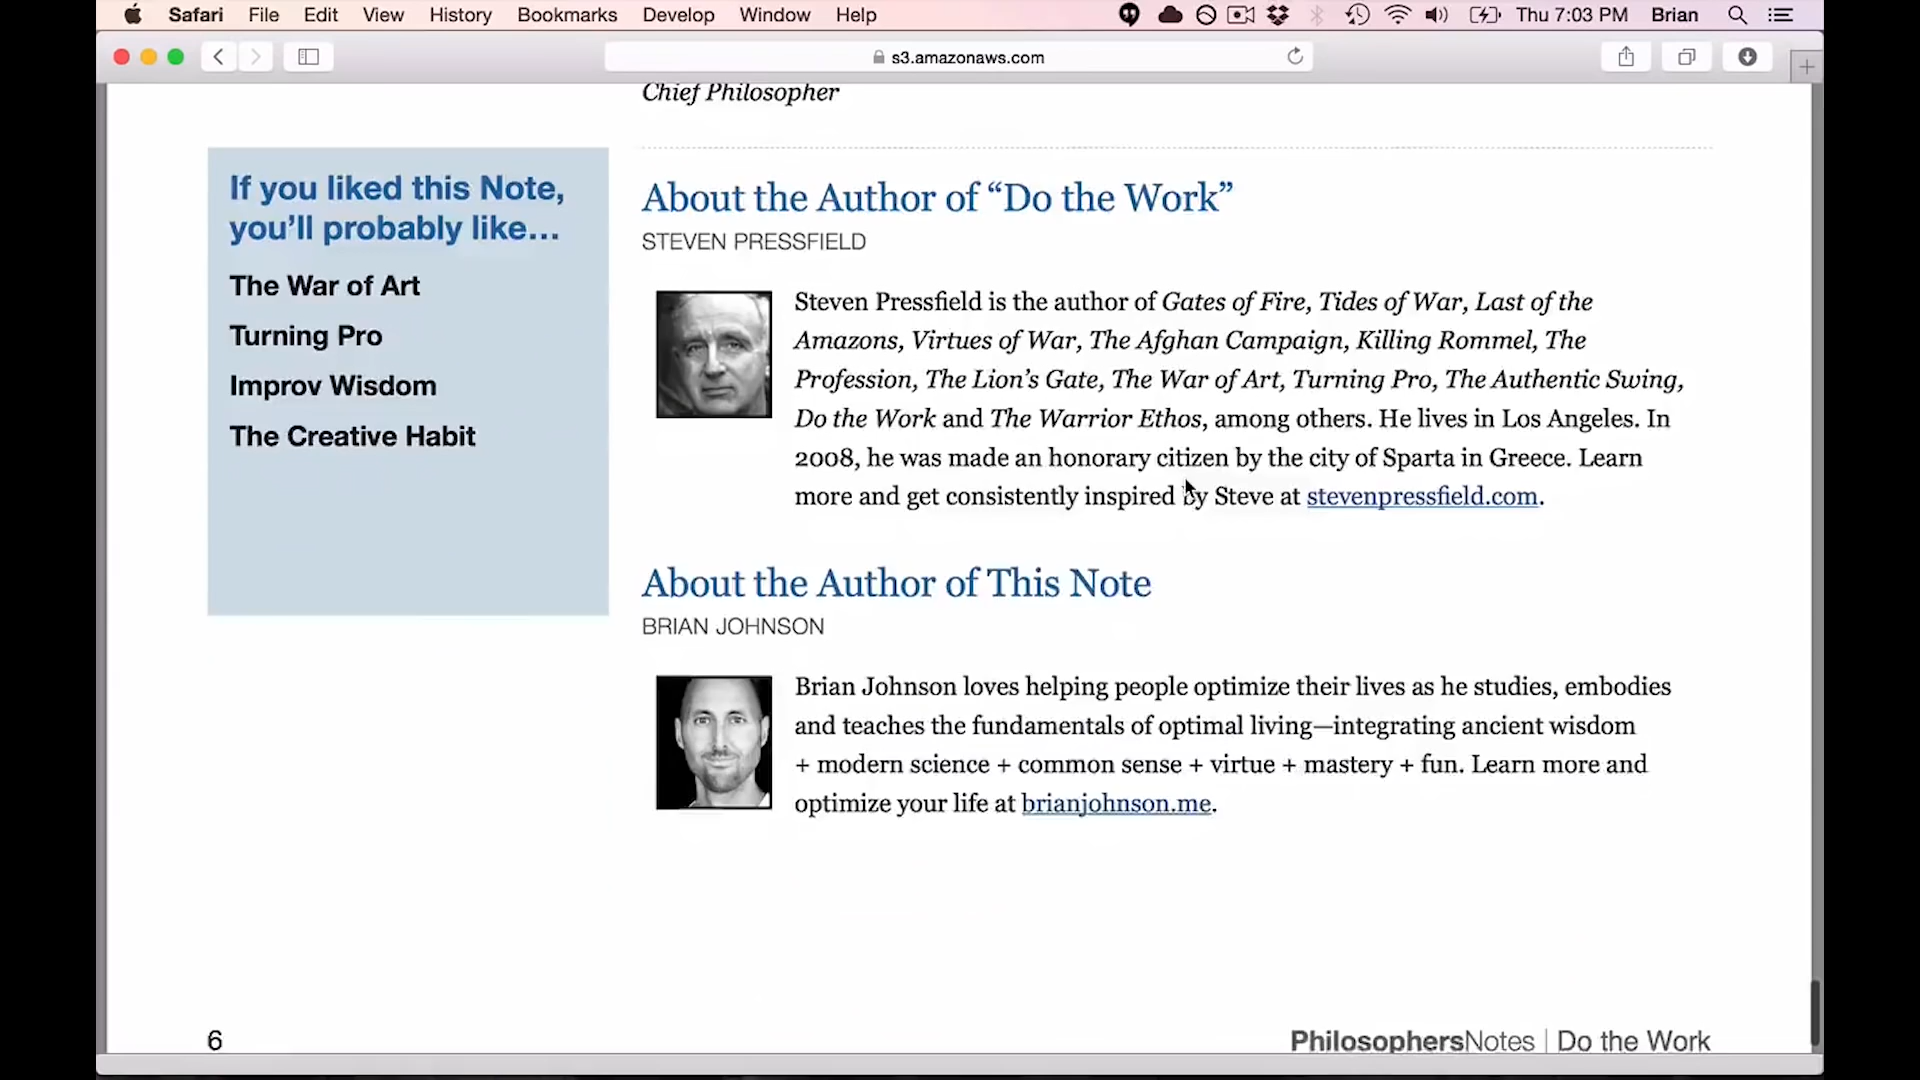 Safari File Edit View History Bookmarks Develop Window Help Thu 7:03 PM Brian
s3.amazonaws.com
Chief Philosopher
If you liked this Note,
you’ll probably like…
The War of Art
Turning Pro
Improv Wisdom
The Creative Habit
About the Author of “Do the Work”
STEVEN PRESSFIELD
Steven Pressfield is the author of Gates of Fire, Tides of War, Last of the
Amazons, Virtues of War, The Afghan Campaign, Killing Rommel, The
Profession, The Lion’s Gate, The War of Art, Turning Pro, The Authentic Swing,
Do the Work and The Warrior Ethos, among others. He lives in Los Angeles. In
2008, he was made an honorary citizen by the city of Sparta in Greece. Learn
more and get consistently inspired by Steve at stevenpressfield.com.
About the Author of This Note
BRIAN JOHNSON
Brian Johnson loves helping people optimize their lives as he studies, embodies
and teaches the fundamentals of optimal living—integrating ancient wisdom
+ modern science + common sense + virtue + mastery + fun. Learn more and
optimize your life at brianjohnson.me.
6
PhilosophersNotes | Do the Work